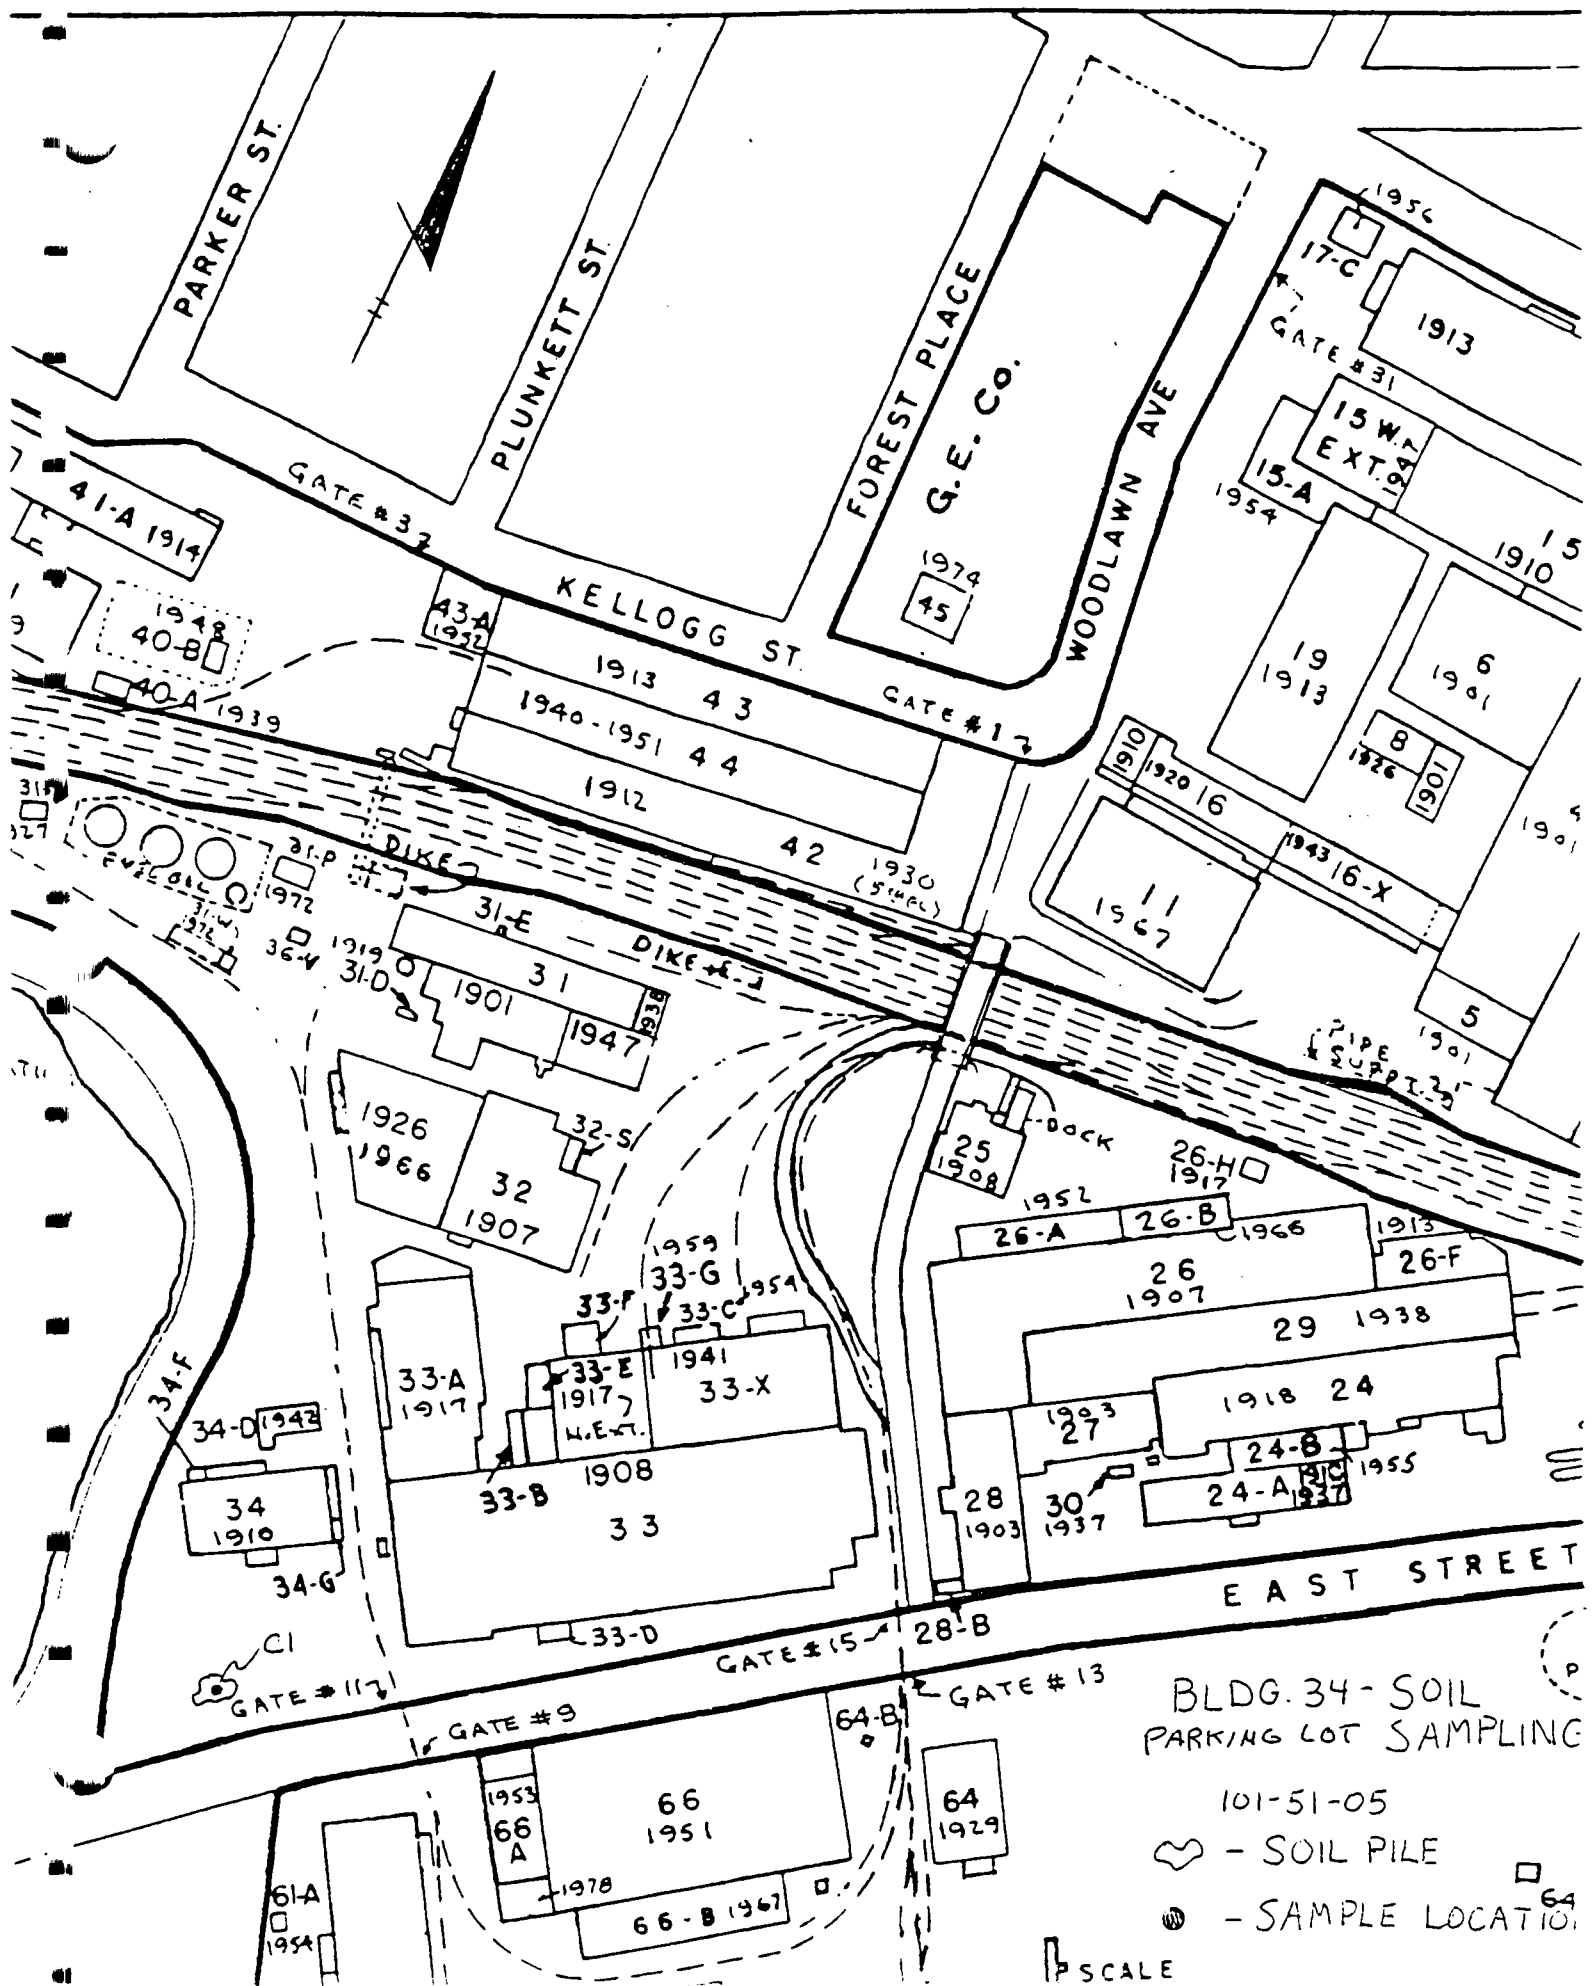 PARKER ST.
PLUNKETT ST.
FOREST PLACE
G.E. Co.
WOODLAWN AVE
1956
17-C
GATE #31
1913
15 W.
EXT.
1947
15-A
1954
15
1910
41-A 1914
GATE #37
KELLOGG ST.
1974
45
43-A
1952
1913 43
1940-1951 44
1912
42
1930
GATE #1
1948
40-B
40-A 1939
19
1913
6
1901
8
1926
1901
1910
1920 16
1943 16-X
11
1967
5
1901
1901
31-P
1972
DIKE
31-E
DIKE
36-V
1919
31-D
31
1901
1947
1938
PIPE
1926
1966
32-S
32
1907
DOCK
25
1908
26-H
1917
1952
26-A
26-B
1966
1913
26-F
26
1907
29 1938
1959
33-G
1954
33-F
33-C
33-E
1917
N.EXT.
1941
33-X
33-A
1917
33-B
1908
33
34-F
34-D
1942
34
1910
34-G
33-D
1903
27
1918 24
24-B
1955
24-A
1937
28
1903
30
1937
EAST STREET
28-B
GATE #15
GATE #13
C1
GATE #11
GATE #9
64-B
1953
66
A
66
1951
64
1929
1978
66-B 1967
61-A
1954
BLDG. 34 - SOIL
PARKING LOT SAMPLING
101-51-05
- SOIL PILE
64
- SAMPLE LOCATIO
SCALE